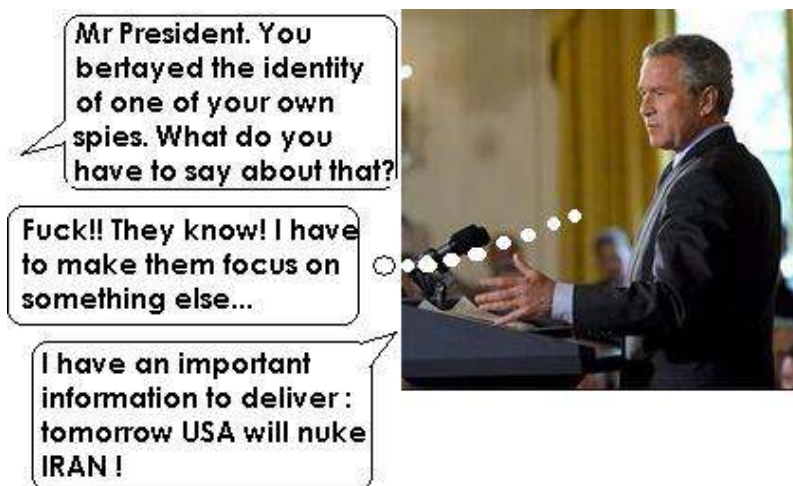 Mr President. You
bertayed the identity
of one of your own
spies. What do you
have to say about that?
Fuck!! They know! I have
to make them focus on
something else...
I have an important
information to deliver :
tomorrow USA will nuke
IRAN !